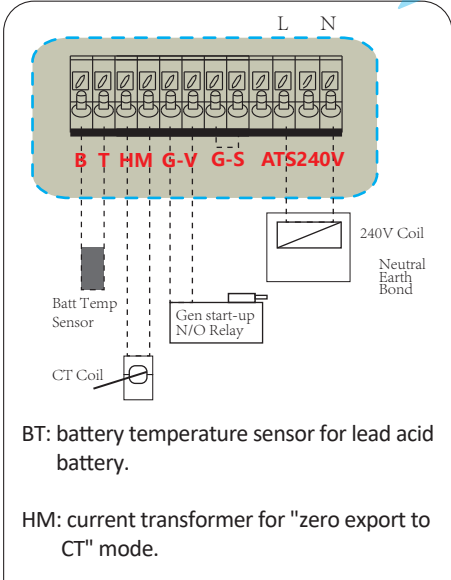 L N
B T HM G-V G-S ATS240V
240V Coil
Neutral
Earth
Bond
Batt Temp
Sensor
Gen start-up
N/O Relay
CT Coil
BT: battery temperature sensor for lead acid
battery.
HM: current transformer for "zero export to
CT" mode.